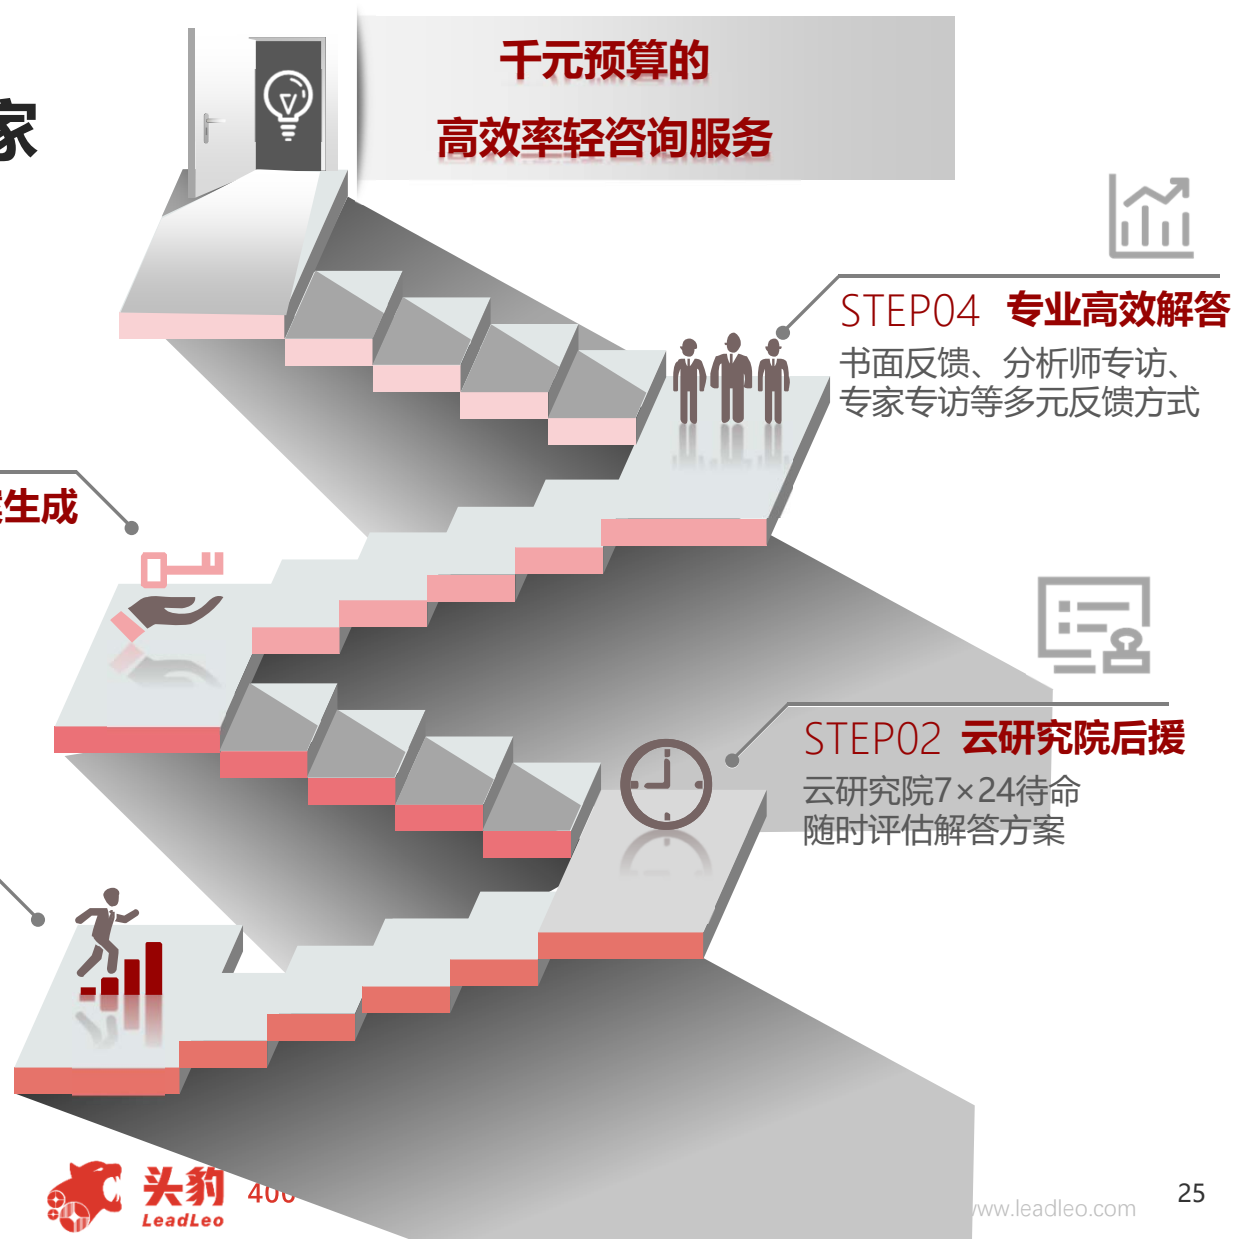 千元预算的
高效率轻咨询服务
家
STEP04 专业高效解答
书面反馈、分析师专访、
专家专访等多元反馈方式
生成
STEP02 云研究院后援
云研究院7×24待命
随时评估解答方案
头豹
LeadLeo
400
www.leadleo.com
25